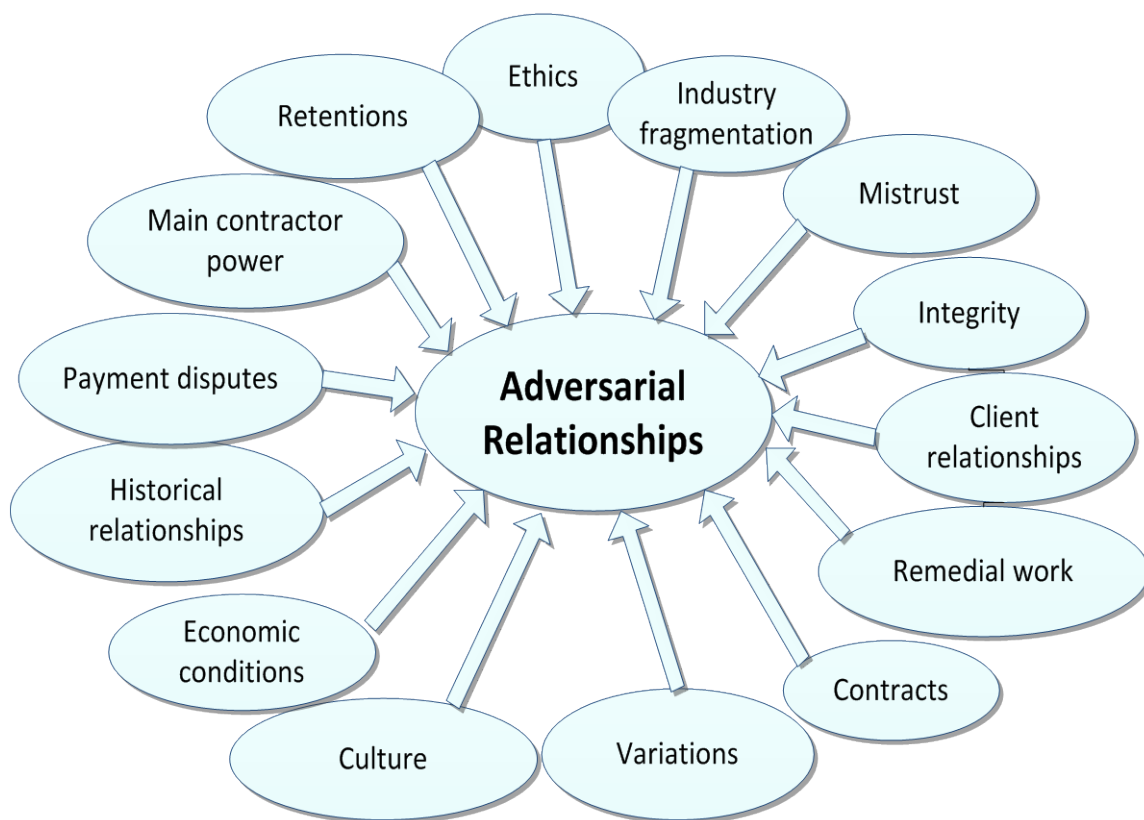 Ethics
Industry
fragmentation
Mistrust
Integrity
Client
relationships
Remedial work
Contracts
Variations
Culture
Economic
conditions
Historical
relationships
Payment disputes
Main contractor
power
Retentions
Adversarial
Relationships